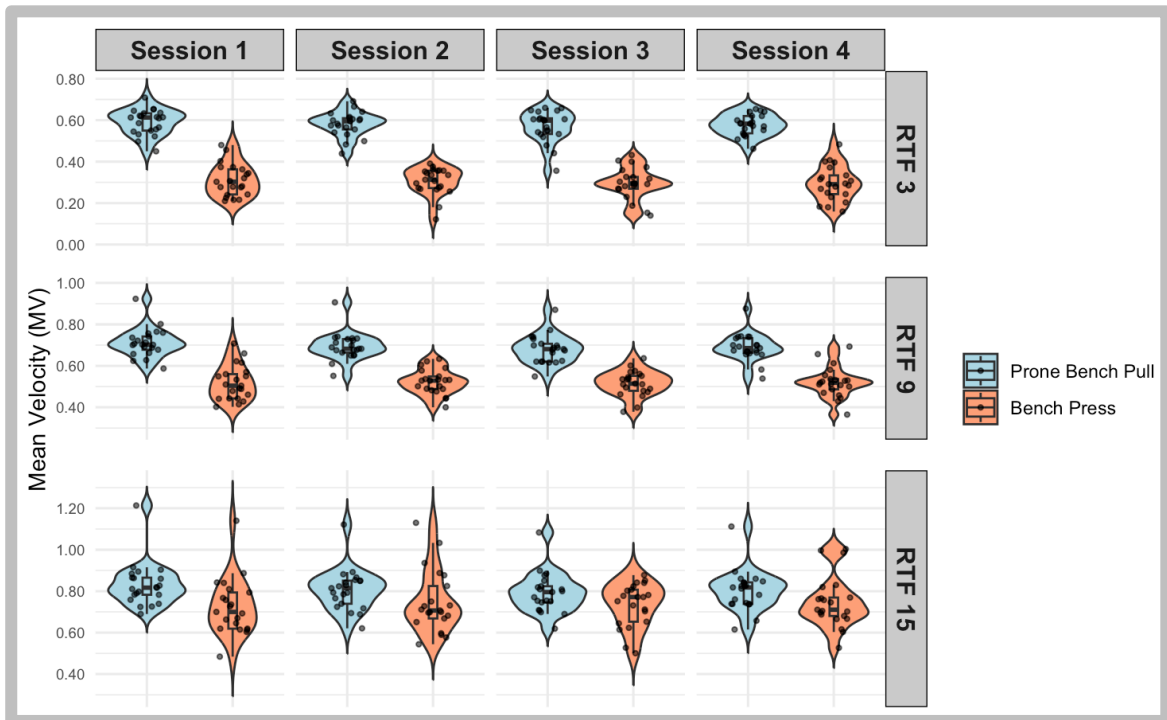 Session 1
Session 2
Session 3
Session 4
Mean Velocity (MV)
0.80
0.60
0.40
0.20
0.00
RTF 3
1.00
0.80
0.60
0.40
RTF 9
1.20
1.00
0.80
0.60
0.40
RTF 15
Prone Bench Pull
Bench Press